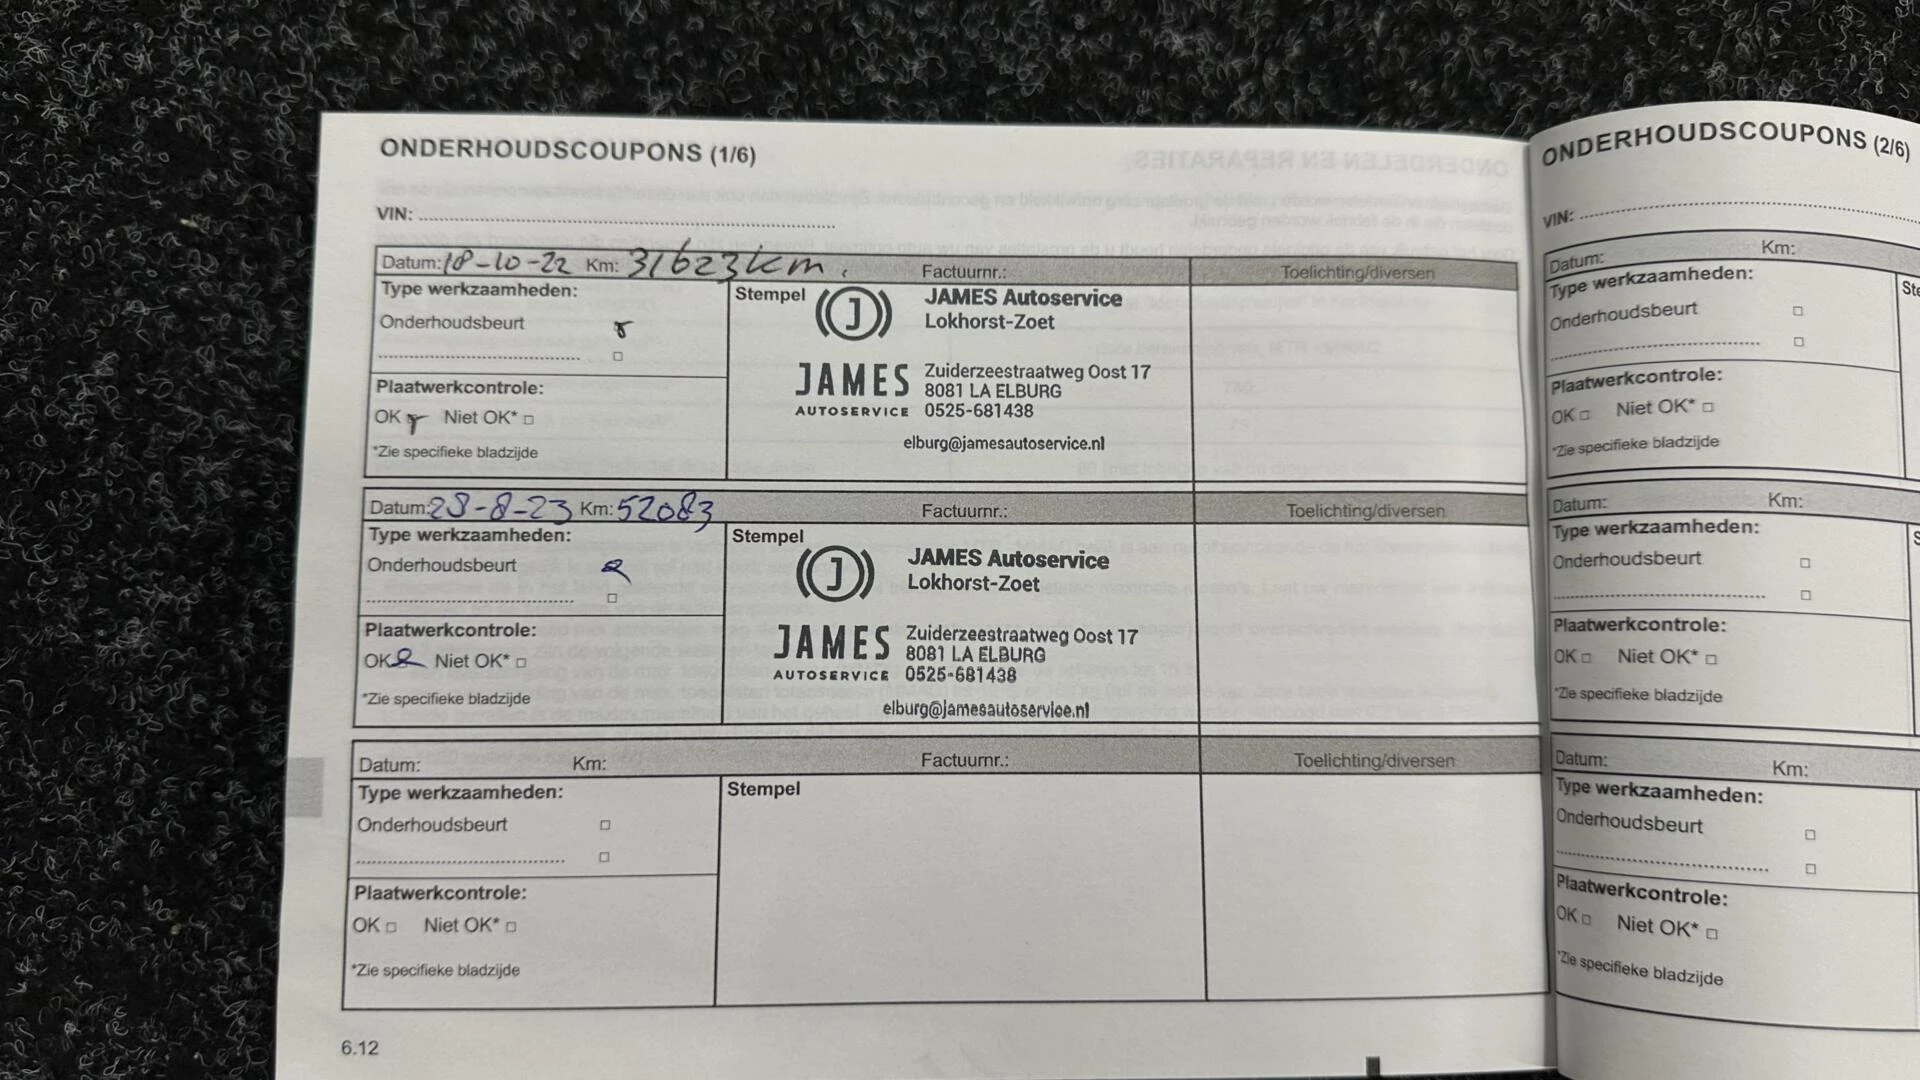 ONDERHOUDSCOUPONS (1/6)
VIN:
Datum: 18-10-22 Km: 31623km. Factuurnr.: Toelichting/diversen
Type werkzaamheden:
Onderhoudsbeurt
Plaatwerkcontrole:
OK Niet OK*
*Zie specifieke bladzijde
Stempel
JAMES Autoservice
Lokhorst-Zoet
JAMES
AUTOSERVICE
Zuiderzeestraatweg Oost 17
8081 LA ELBURG
0525-681438
elburg@jamesautoservice.nl
Datum: 28-8-23 Km: 52083 Factuurnr.: Toelichting/diversen
Type werkzaamheden:
Onderhoudsbeurt
Plaatwerkcontrole:
OK Niet OK*
*Zie specifieke bladzijde
Stempel
JAMES Autoservice
Lokhorst-Zoet
JAMES
AUTOSERVICE
Zuiderzeestraatweg Oost 17
8081 LA ELBURG
0525-681438
elburg@jamesautoservice.nl
Datum: Km: Factuurnr.: Toelichting/diversen
Type werkzaamheden:
Onderhoudsbeurt
Plaatwerkcontrole:
OK Niet OK*
*Zie specifieke bladzijde
Stempel
6.12
ONDERHOUDSCOUPONS (2/6)
VIN:
Datum: Km:
Type werkzaamheden:
Onderhoudsbeurt
Plaatwerkcontrole:
OK Niet OK*
*Zie specifieke bladzijde
Datum: Km:
Type werkzaamheden:
Onderhoudsbeurt
Plaatwerkcontrole:
OK Niet OK*
*Zie specifieke bladzijde
Datum: Km:
Type werkzaamheden:
Onderhoudsbeurt
Plaatwerkcontrole:
OK Niet OK*
*Zie specifieke bladzijde